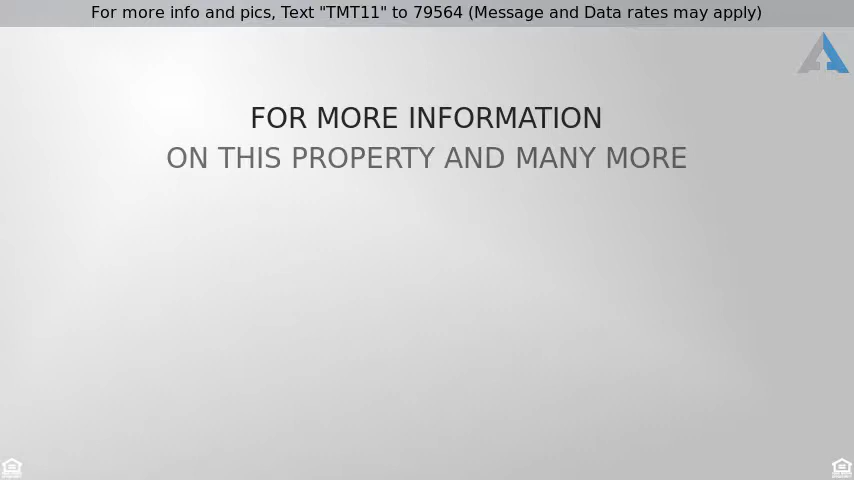 For more info and pics, Text "TMT11" to 79564 (Message and Data rates may apply)
FOR MORE INFORMATION
ON THIS PROPERTY AND MANY MORE